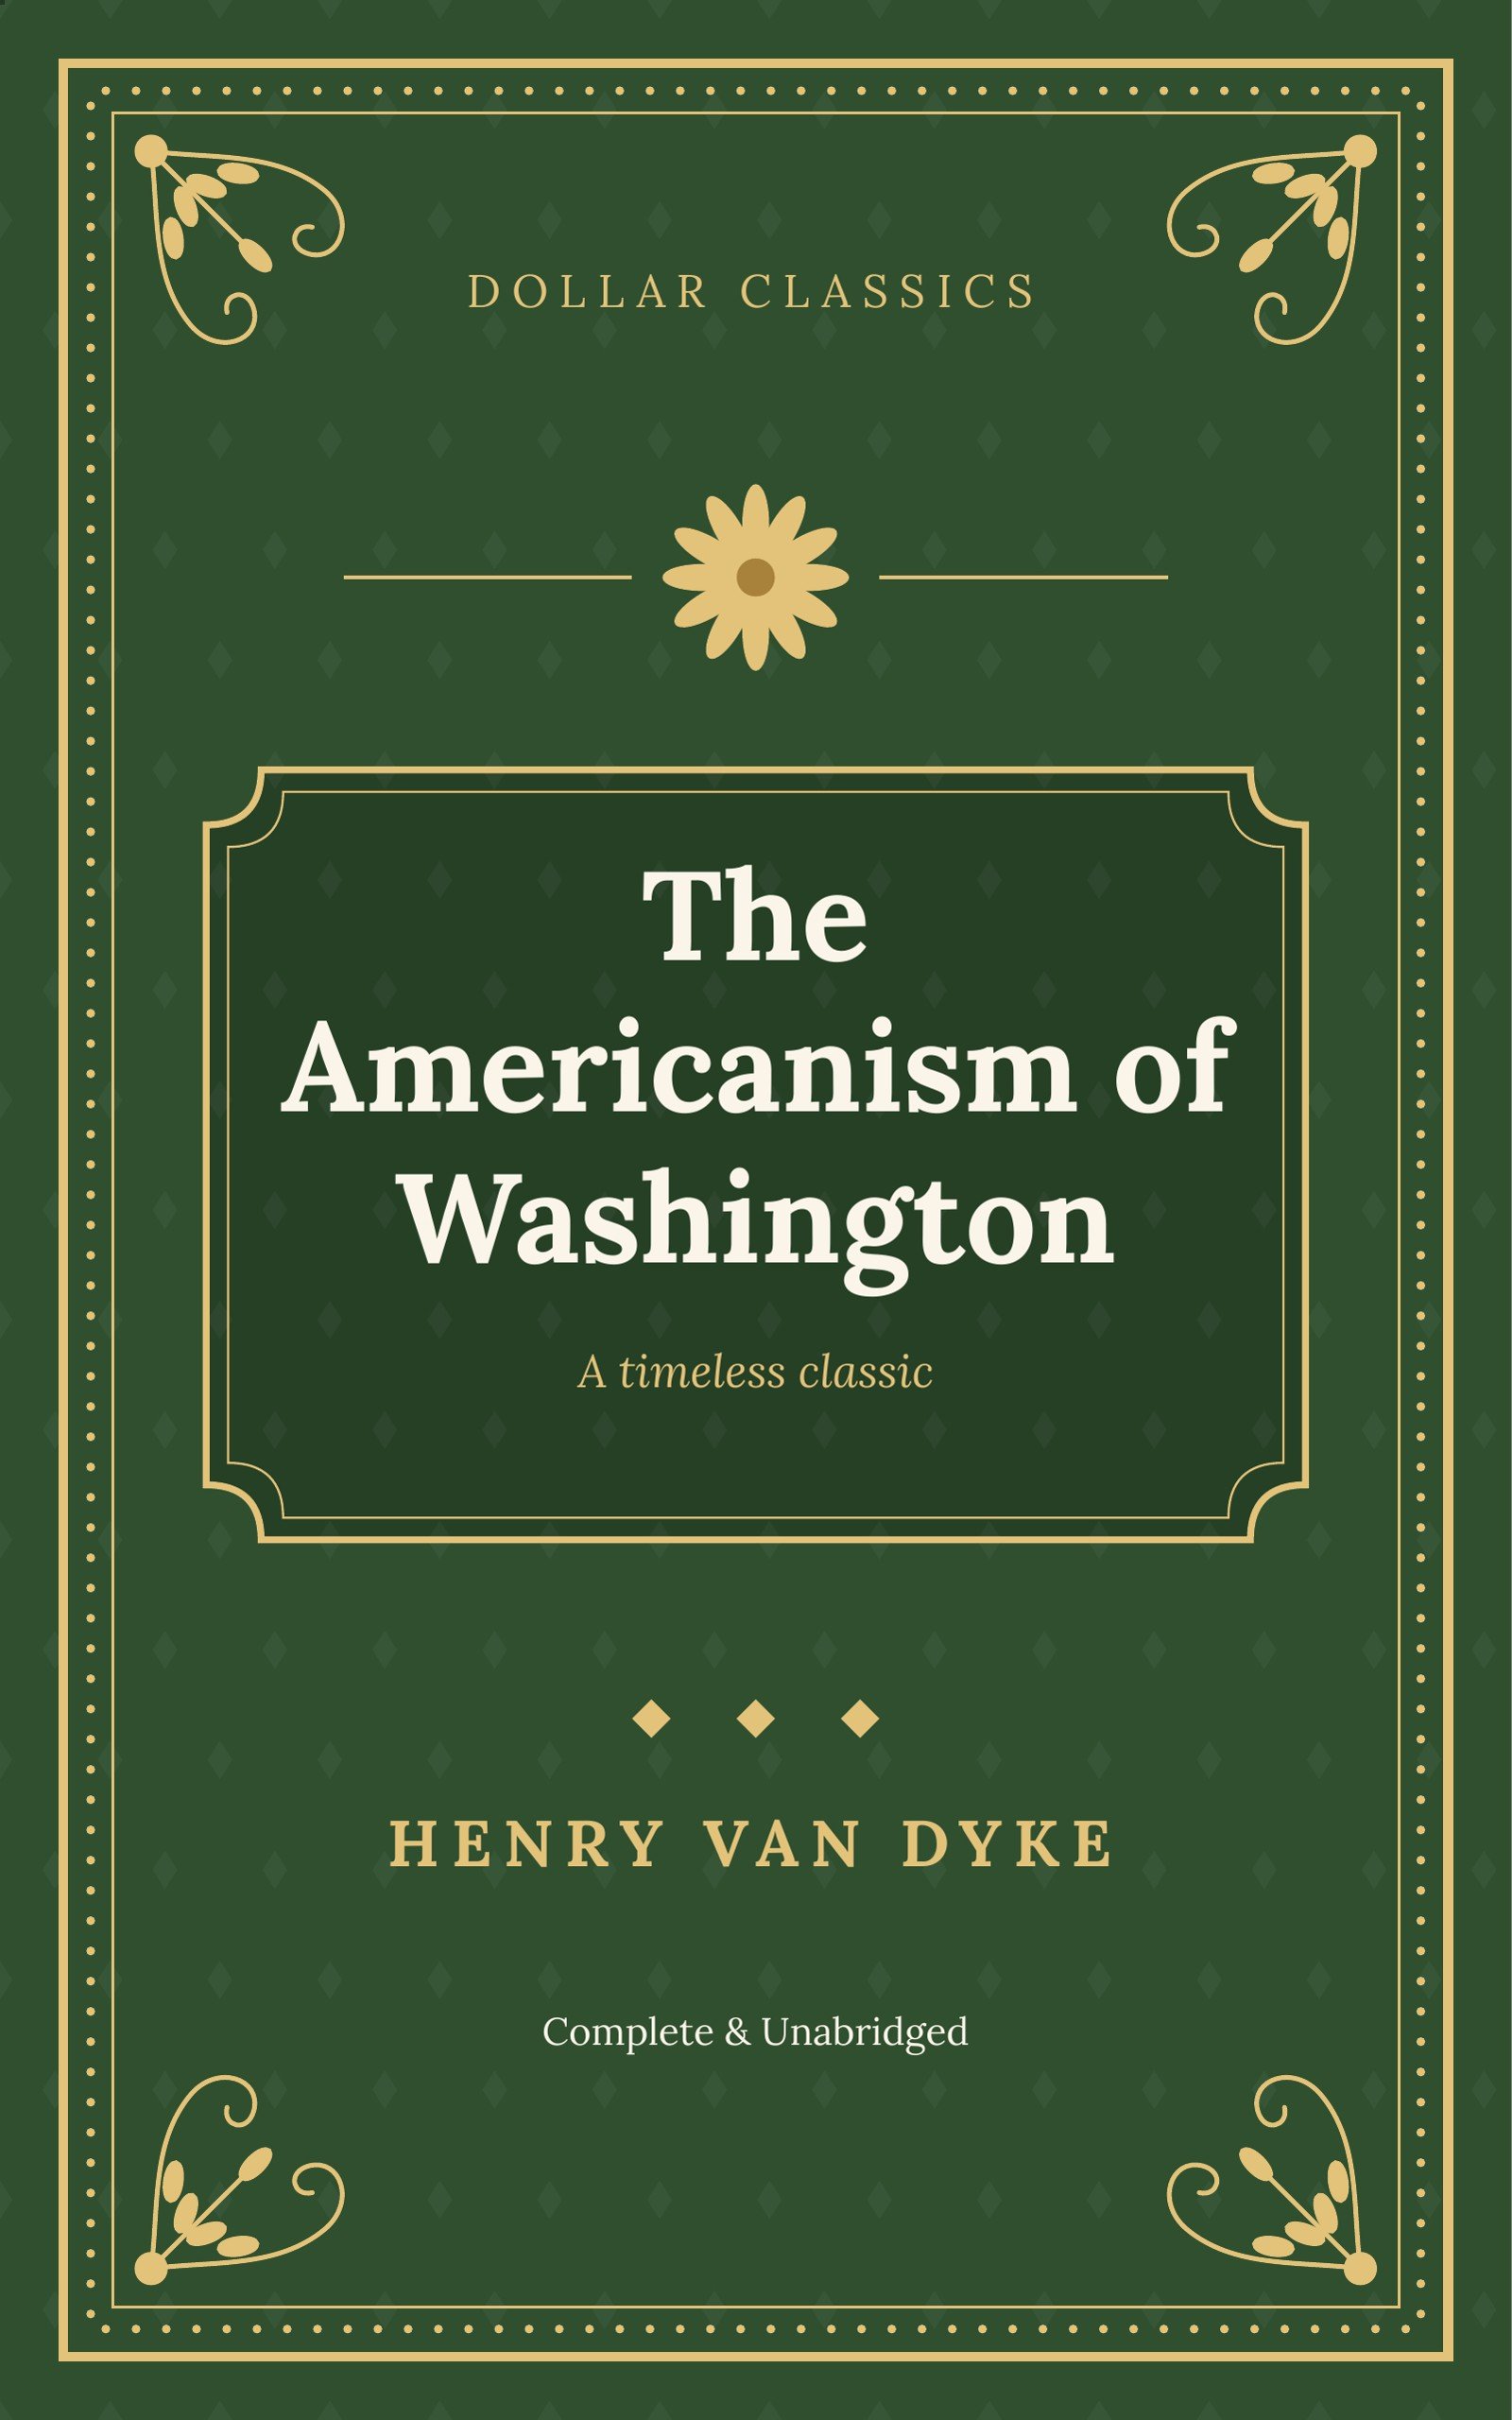 DOLLAR CLASSICS
The
Americanism of
Washington
A timeless classic
HENRY VAN DYKE
Complete & Unabridged